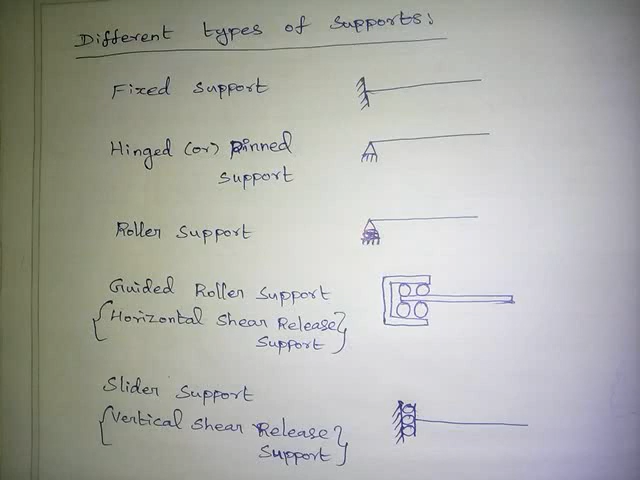 Different types of supports:
Fixed support
Hinged (or) Pinned
support
Roller support
Guided Roller support
{Horizontal Shear Release
support}
Slider support
{Vertical Shear Release
support}